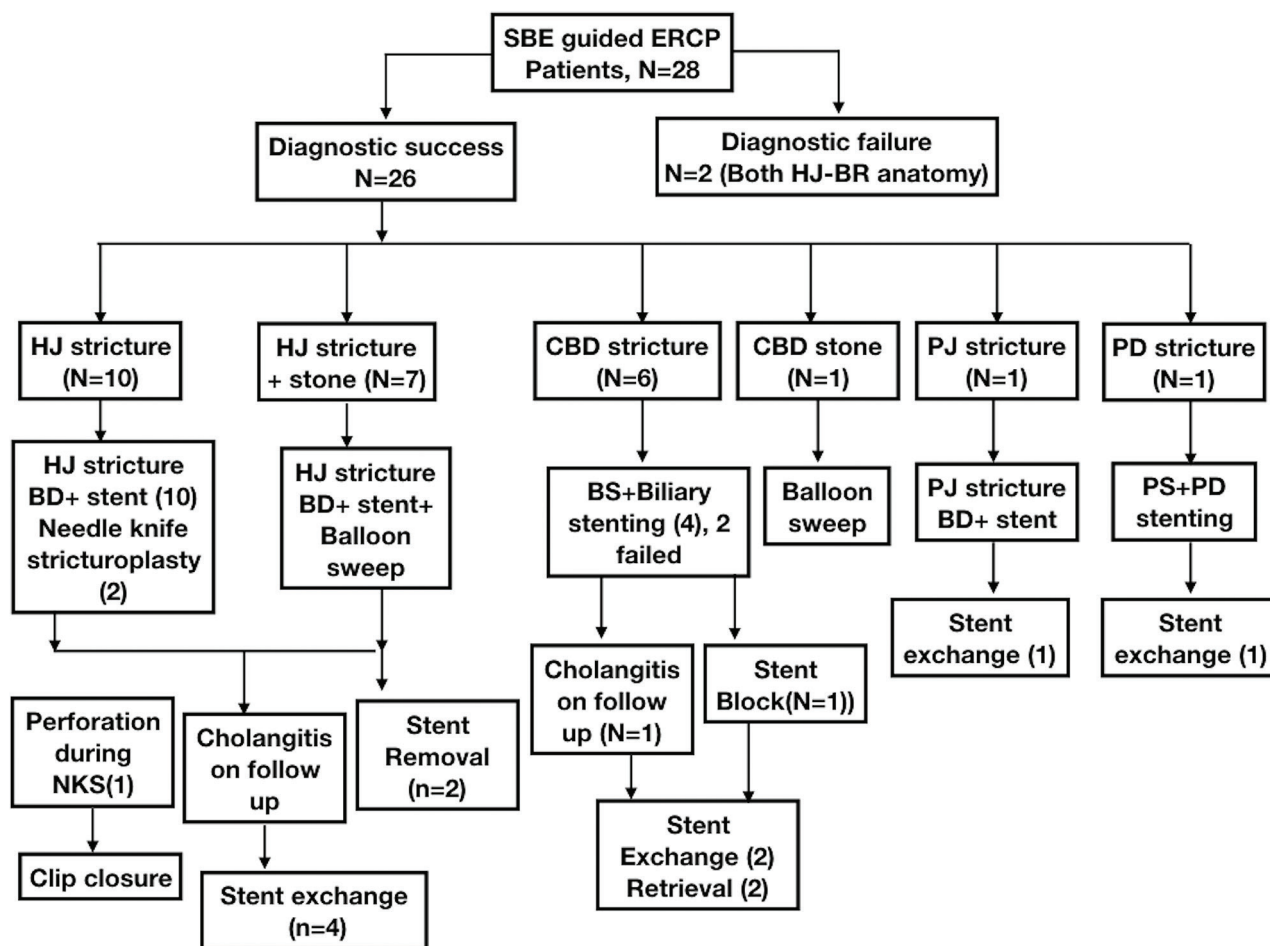 SBE guided ERCP
Patients, N=28
Diagnostic success
N=26
Diagnostic failure
N=2 (Both HJ-BR anatomy)
HJ stricture
(N=10)
HJ stricture
+ stone (N=7)
CBD stricture
(N=6)
CBD stone
(N=1)
PJ stricture
(N=1)
PD stricture
(N=1)
HJ stricture
BD+ stent (10)
Needle knife
stricturoplasty
(2)
HJ stricture
BD+ stent+
Balloon
sweep
BS+Biliary
stenting (4), 2
failed
Balloon
sweep
PJ stricture
BD+ stent
PS+PD
stenting
Perforation
during
NKS(1)
Cholangitis
on follow
up
Stent
Removal
(n=2)
Cholangitis
on follow
up (N=1)
Stent
Block(N=1))
Stent
exchange (1)
Stent
exchange (1)
Clip closure
Stent exchange
(n=4)
Stent
Exchange (2)
Retrieval (2)